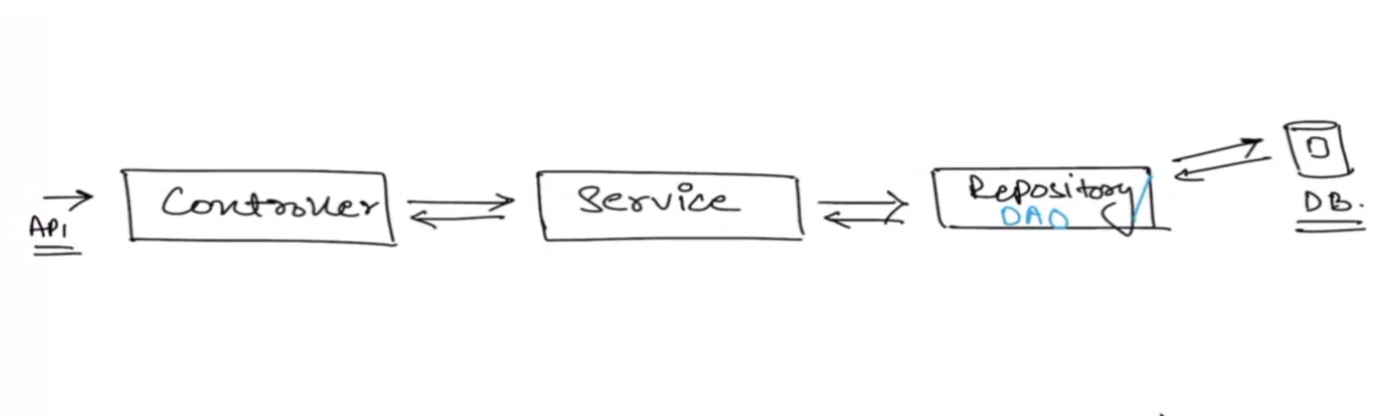 API
Controller
Service
Repository
DAO
DB.